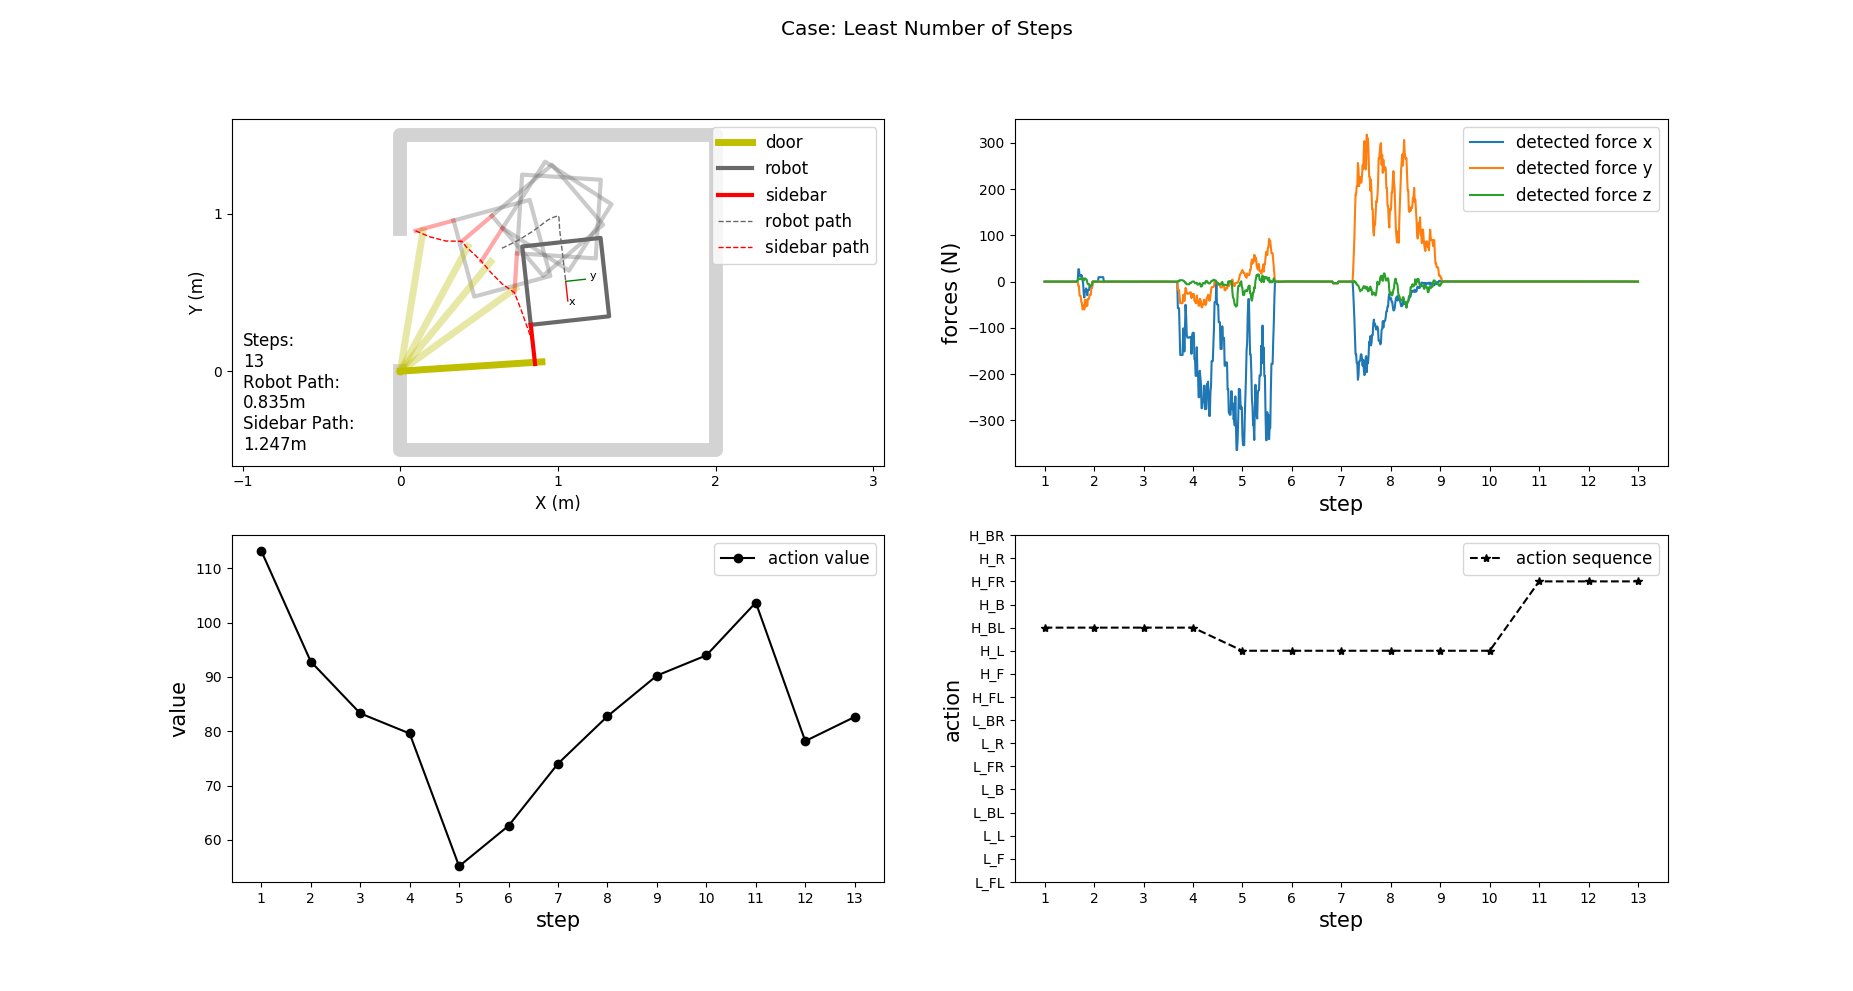 Case: Least Number of Steps
door
robot
sidebar
robot path
sidebar path
1
0
Y (m)
y
x
Steps:
13
Robot Path:
0.835m
Sidebar Path:
1.247m
−1 0 1 2 3
X (m)
detected force x
detected force y
detected force z
300
200
100
0
−100
−200
−300
forces (N)
1 2 3 4 5 6 7 8 9 10 11 12 13
step
action value
110
100
90
80
70
60
value
1 2 3 4 5 6 7 8 9 10 11 12 13
step
action sequence
H_BR
H_R
H_FR
H_B
H_BL
H_L
H_F
H_FL
L_BR
L_R
L_FR
L_B
L_BL
L_L
L_F
L_FL
action
1 2 3 4 5 6 7 8 9 10 11 12 13
step